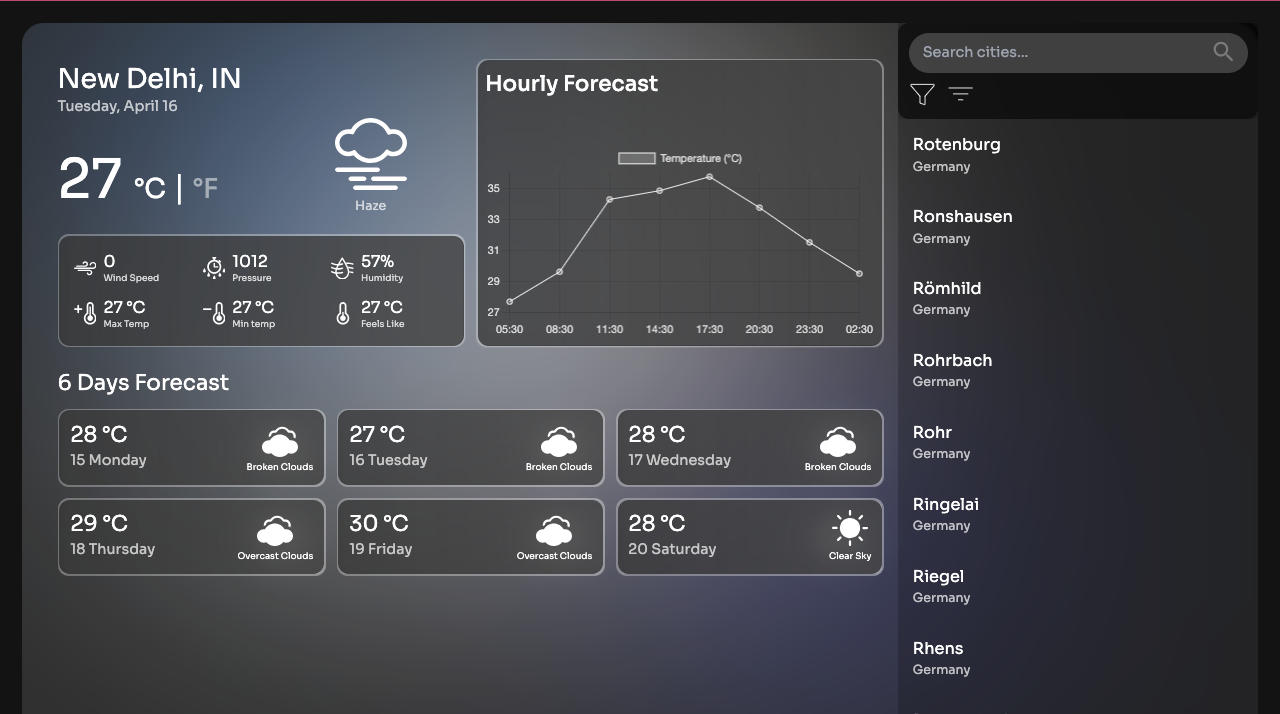 New Delhi, IN
Tuesday, April 16
27 °C | °F
Haze
0
Wind Speed
1012
Pressure
57%
Humidity
27 °C
Max Temp
27 °C
Min temp
27 °C
Feels Like
Hourly Forecast
Temperature (°C)
35
33
31
29
27
05:30 08:30 11:30 14:30 17:30 20:30 23:30 02:30
6 Days Forecast
28 °C
15 Monday
Broken Clouds
27 °C
16 Tuesday
Broken Clouds
28 °C
17 Wednesday
Broken Clouds
29 °C
18 Thursday
Overcast Clouds
30 °C
19 Friday
Overcast Clouds
28 °C
20 Saturday
Clear Sky
Search cities...
Rotenburg
Germany
Ronshausen
Germany
Römhild
Germany
Rohrbach
Germany
Rohr
Germany
Ringelai
Germany
Riegel
Germany
Rhens
Germany